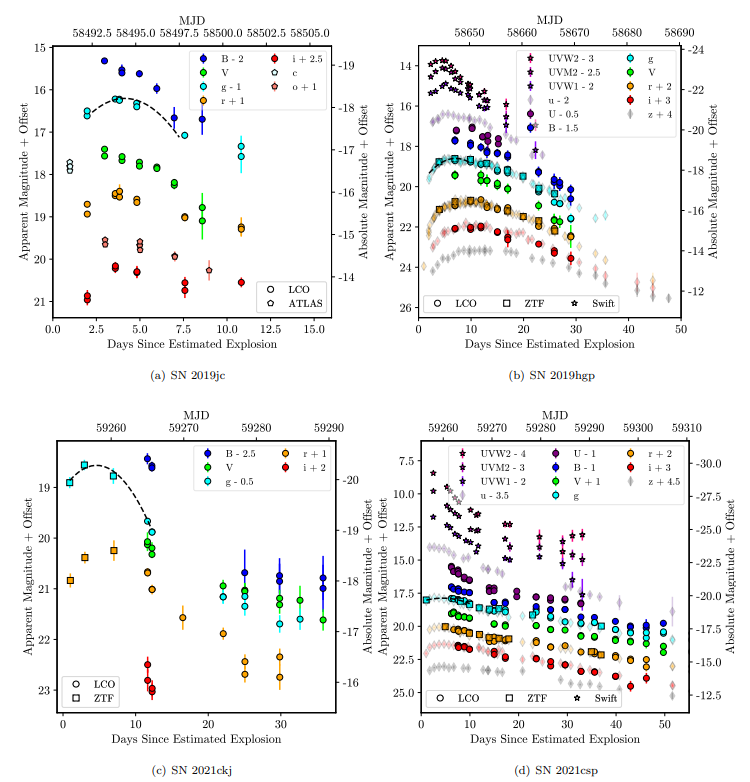 MJD
58492.5 58495.0 58497.5 58500.0 58502.5 58505.0
15
16
17
18
19
20
21
Apparent Magnitude + Offset
-19
-18
-17
-16
-15
-14
Absolute Magnitude + Offset
B - 2
V
g - 1
r + 1
i + 2.5
c
o + 1
LCO
ATLAS
0.0 2.5 5.0 7.5 10.0 12.5 15.0
Days Since Estimated Explosion
(a) SN 2019jc
MJD
58650 58660 58670 58680 58690
14
16
18
20
22
24
26
Apparent Magnitude + Offset
-24
-22
-20
-18
-16
-14
-12
Absolute Magnitude + Offset
UVW2 - 3
UVM2 - 2.5
UVW1 - 2
u - 2
U - 0.5
B - 1.5
g
V
r + 2
i + 3
z + 4
LCO ZTF Swift
0 10 20 30 40 50
Days Since Estimated Explosion
(b) SN 2019hgp
MJD
59260 59270 59280 59290
19
20
21
22
23
Apparent Magnitude + Offset
-20
-19
-18
-17
-16
Absolute Magnitude + Offset
B - 2.5
V
g - 0.5
r + 1
i + 2
LCO
ZTF
0 10 20 30
Days Since Estimated Explosion
(c) SN 2021ckj
MJD
59260 59270 59280 59290 59300 59310
7.5
10.0
12.5
15.0
17.5
20.0
22.5
25.0
Apparent Magnitude + Offset
-30.0
-27.5
-25.0
-22.5
-20.0
-17.5
-15.0
-12.5
Absolute Magnitude + Offset
UVW2 - 4
UVM2 - 3
UVW1 - 2
u - 3.5
U - 1
B - 1
V + 1
g
r + 2
i + 3
z + 4.5
LCO ZTF Swift
0 10 20 30 40 50
Days Since Estimated Explosion
(d) SN 2021csp